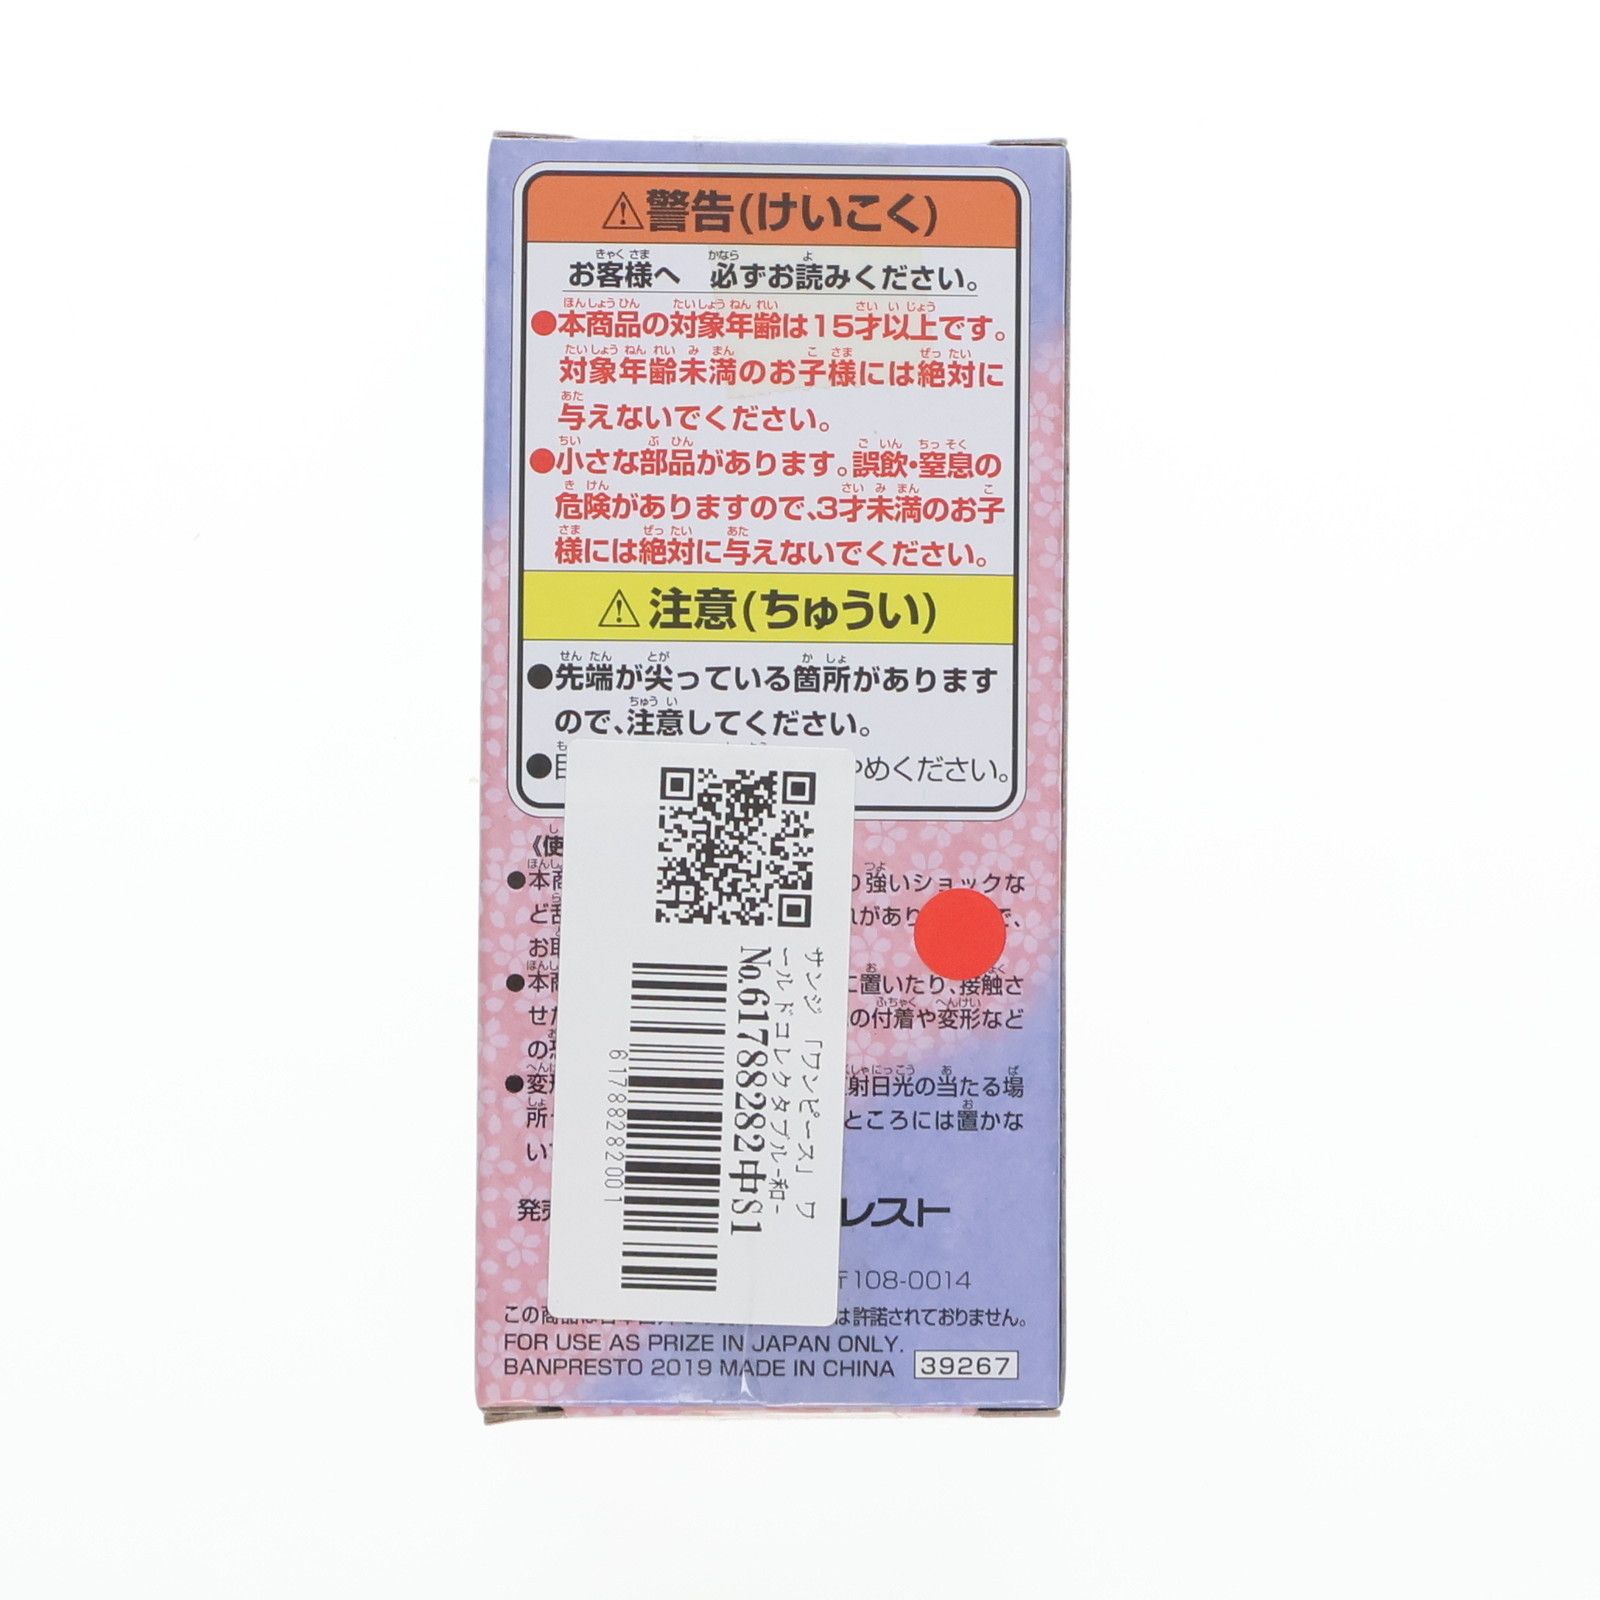 ⚠警告(けいこく)
お客様へ 必ずお読みください。
●本商品の対象年齢は15才以上です。
対象年齢未満のお子様には絶対に
与えないでください。
●小さな部品があります。誤飲・窒息の
危険がありますので、3才未満のお子
様には絶対に与えないでください。
⚠注意(ちゅうい)
●先端が尖っている箇所があります
ので、注意してください。
めください。
強いショックな
お
に置いたり、接触さ
の付着や変形など
射日光の当たる場
所
ところには置かな
い
サンジ 「ワンピース」 ワ
ールドコレクタブル-和-
No.61788282中S1
61788282001
発売
レスト
〒108-0014
この商
は許諾されておりません。
FOR USE AS PRIZE IN JAPAN ONLY.
BANPRESTO 2019 MADE IN CHINA 39267